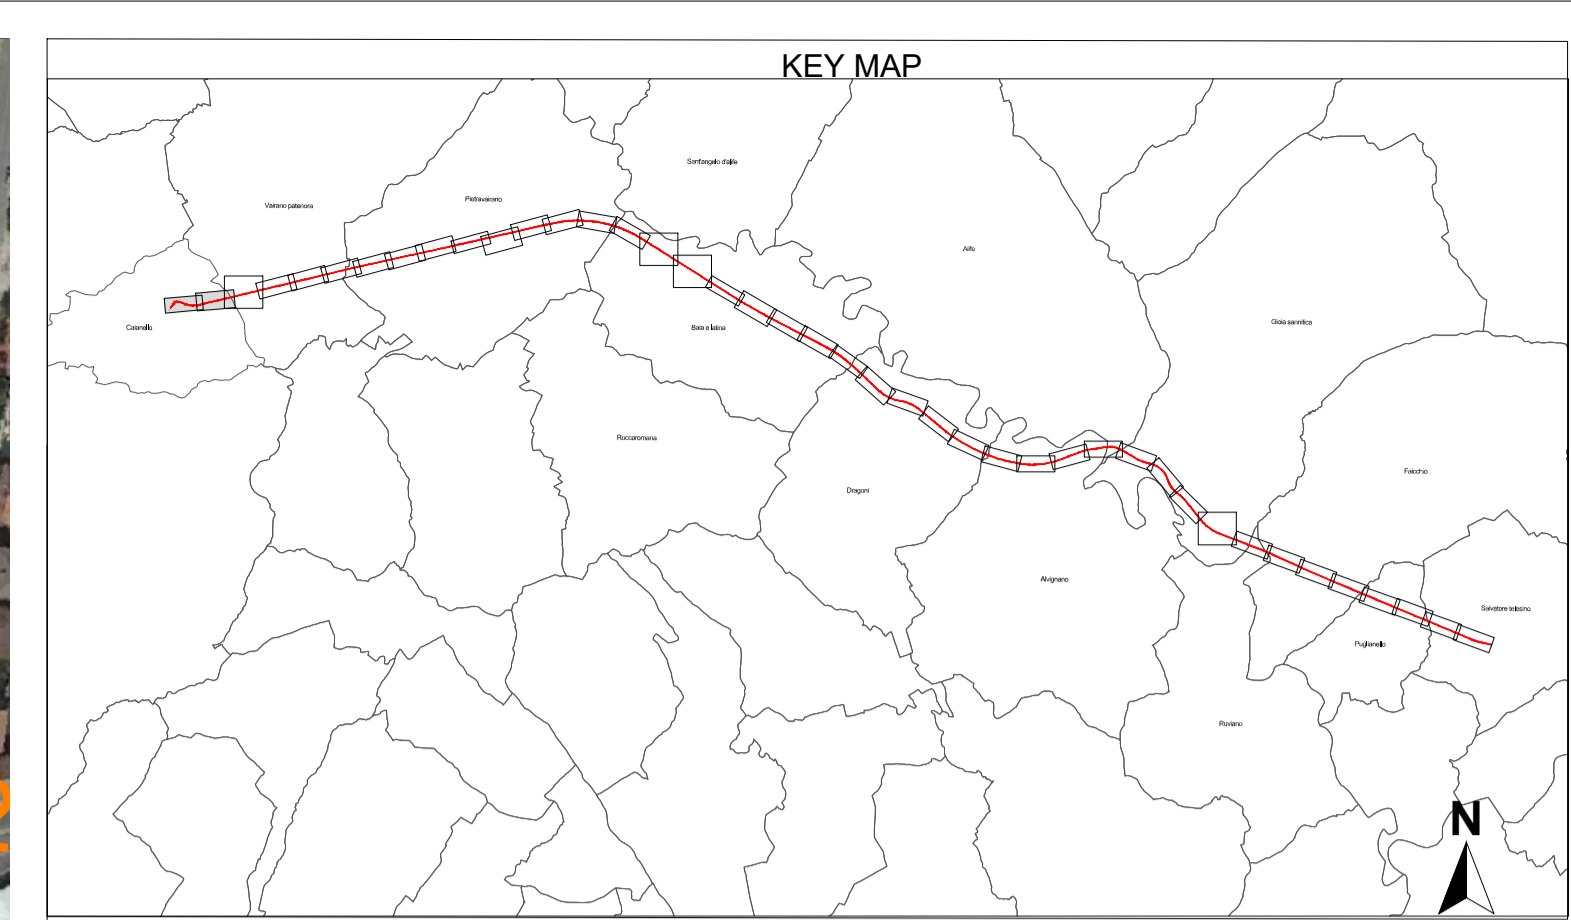 KEY MAP
Sant'angelo d'alife
Pietravairano
Vairano patenora
Alife
Gioia sannitica
Caianello
Baia e latina
Roccaromana
Faicchio
Dragoni
Alvignano
Salvatore telesino
Puglianello
Ruviano
N